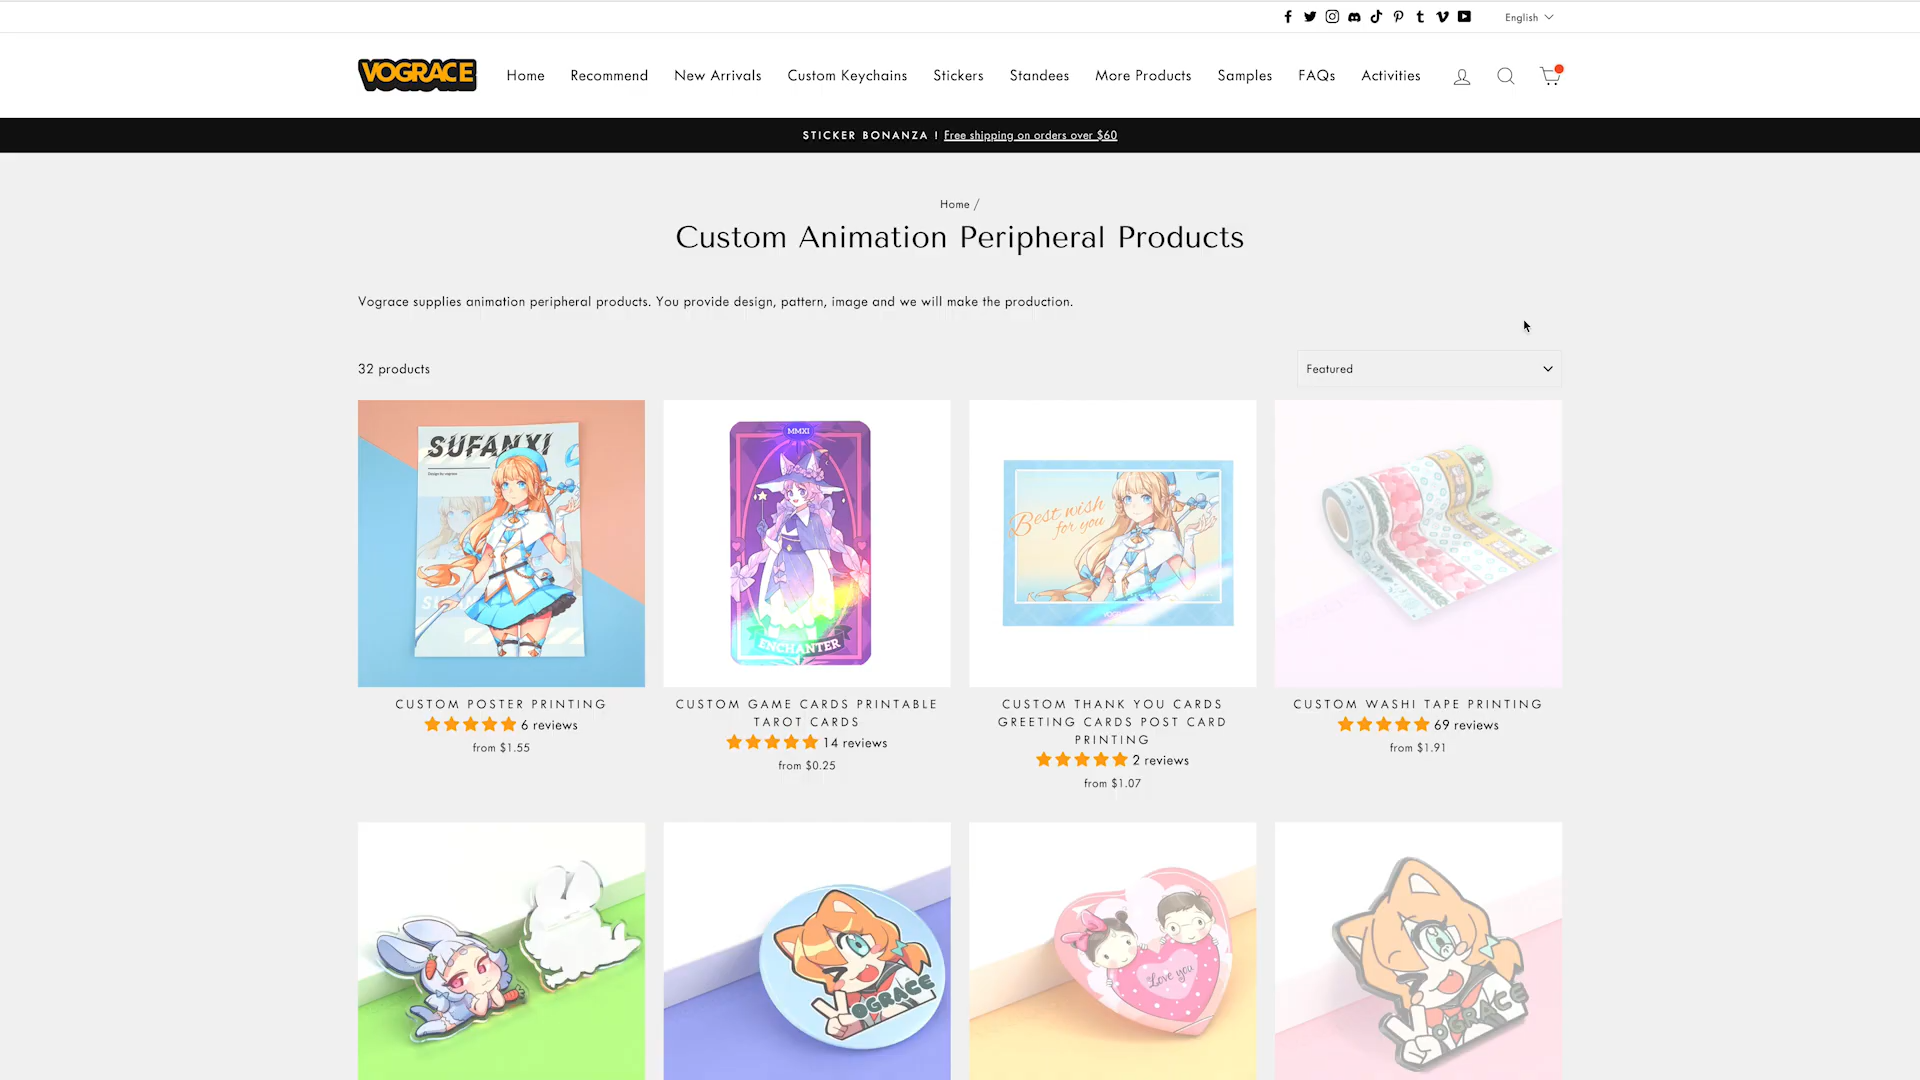 English
VOGRACE
Home Recommend New Arrivals Custom Keychains Stickers Standees More Products Samples FAQs Activities
STICKER BONANZA ! Free shipping on orders over $60
Home /
Custom Animation Peripheral Products
Vograce supplies animation peripheral products. You provide design, pattern, image and we will make the production.
32 products
Featured
SUFANXI
MMXI
ENCHANTER
Best wish
for you
CUSTOM POSTER PRINTING
6 reviews
from $1.55
CUSTOM GAME CARDS PRINTABLE
TAROT CARDS
14 reviews
from $0.25
CUSTOM THANK YOU CARDS
GREETING CARDS POST CARD
PRINTING
2 reviews
from $1.07
CUSTOM WASHI TAPE PRINTING
69 reviews
from $1.91
VOGRACE
Love you
VOGRACE